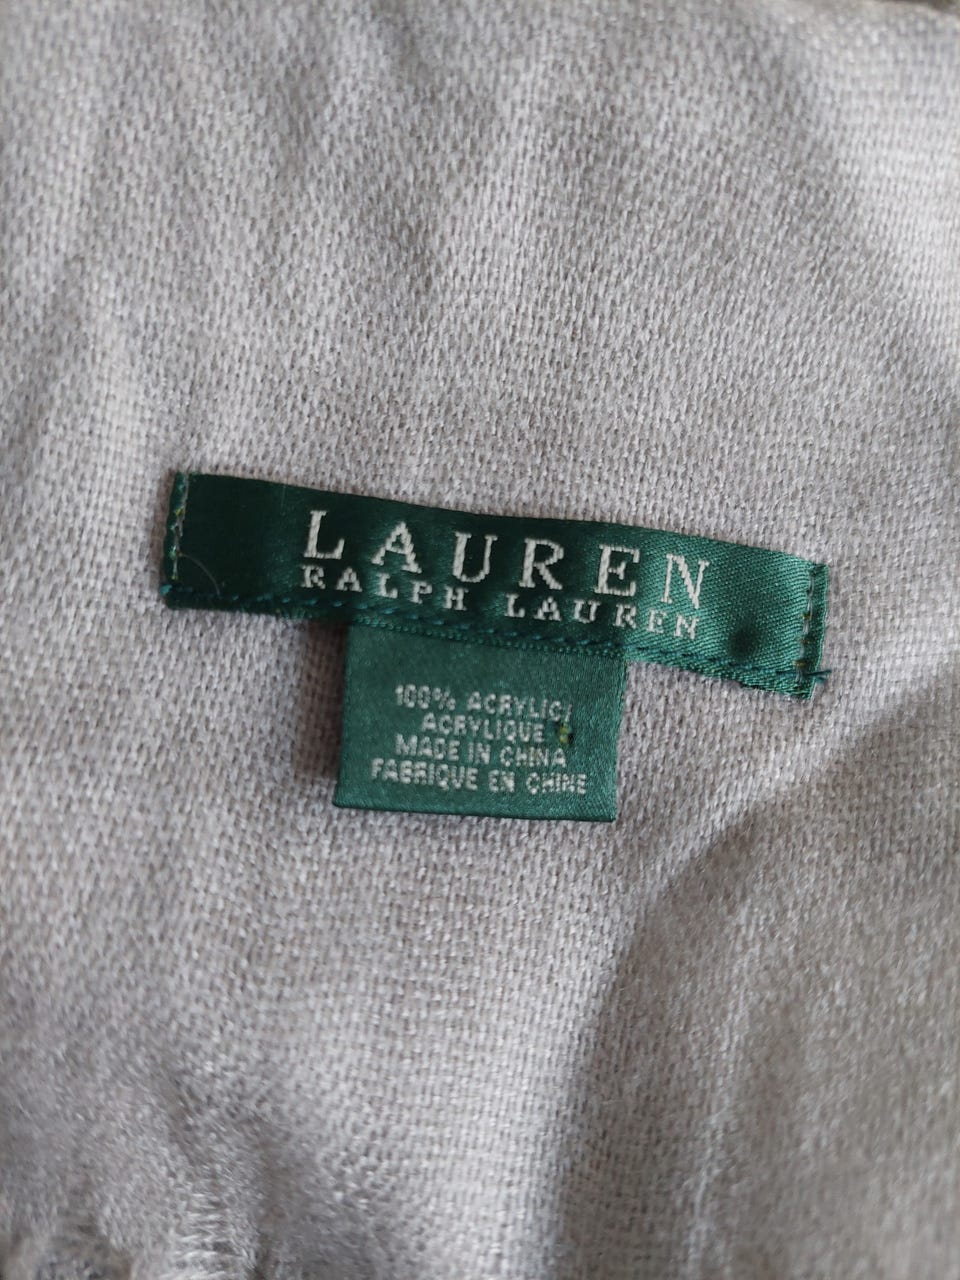 LAUREN
RALPH LAUREN
100% ACRYLIC/
ACRYLIQUE
MADE IN CHINA
FABRIQUE EN CHINE